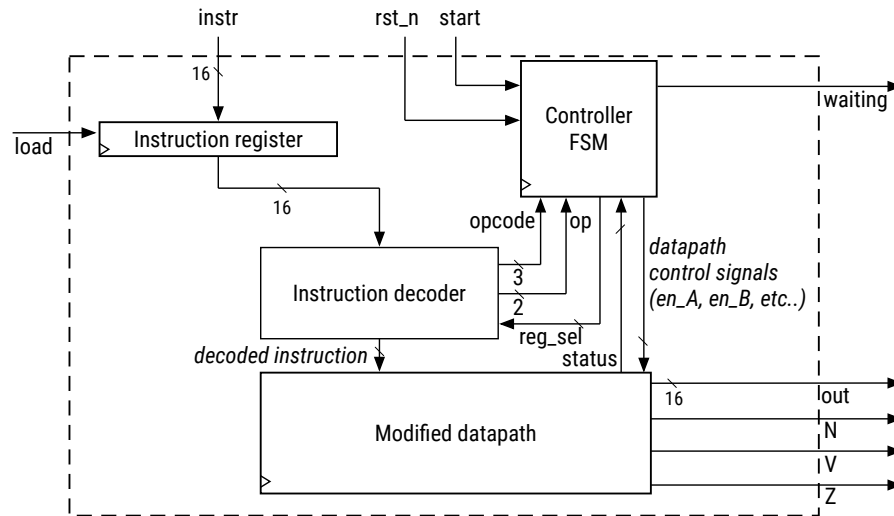 instr
rst_n
start
16
load
Instruction register
Controller
FSM
waiting
16
opcode
op
datapath
control signals
(en_A, en_B, etc..)
3
Instruction decoder
2
reg_sel
decoded instruction
status
16
out
Modified datapath
N
V
Z